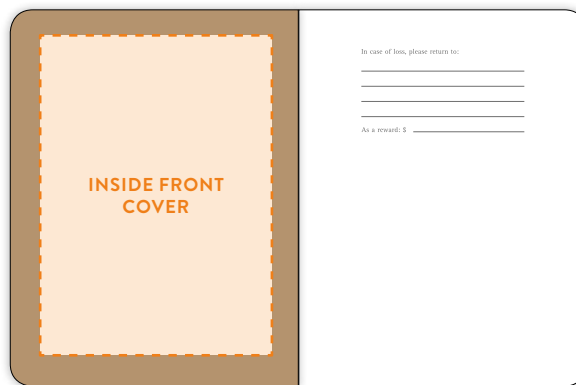 INSIDE FRONT
COVER
In case of loss, please return to:
As a reward: $